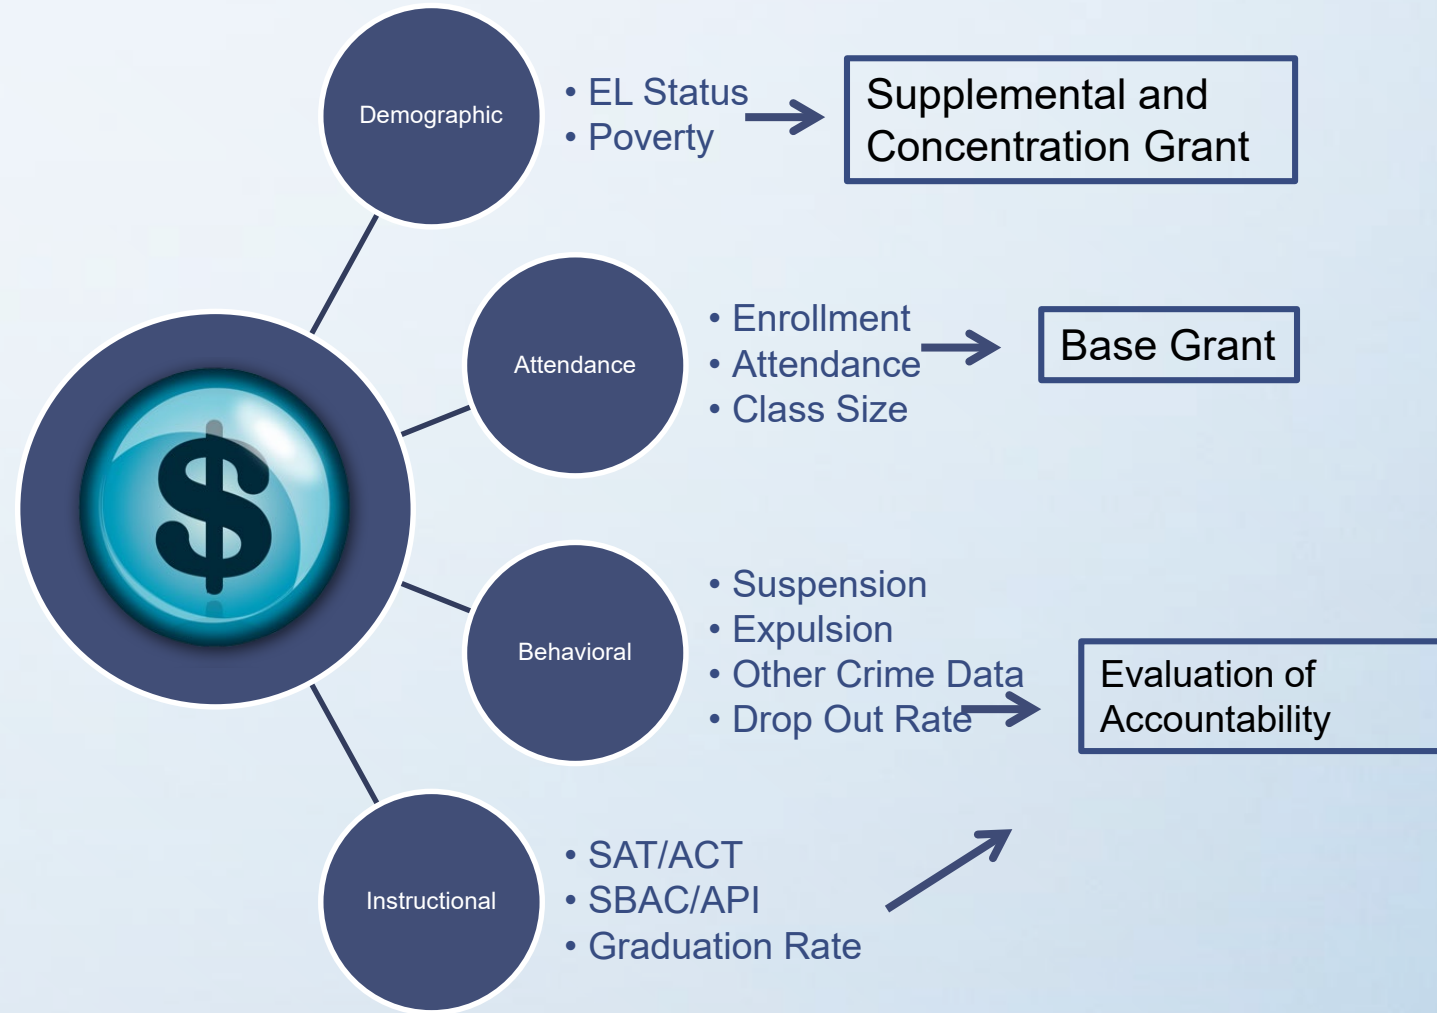 Demographic
• EL Status
• Poverty
Supplemental and
Concentration Grant
Attendance
• Enrollment
• Attendance
• Class Size
Base Grant
$
Behavioral
• Suspension
• Expulsion
• Other Crime Data
• Drop Out Rate
Evaluation of
Accountability
Instructional
• SAT/ACT
• SBAC/API
• Graduation Rate